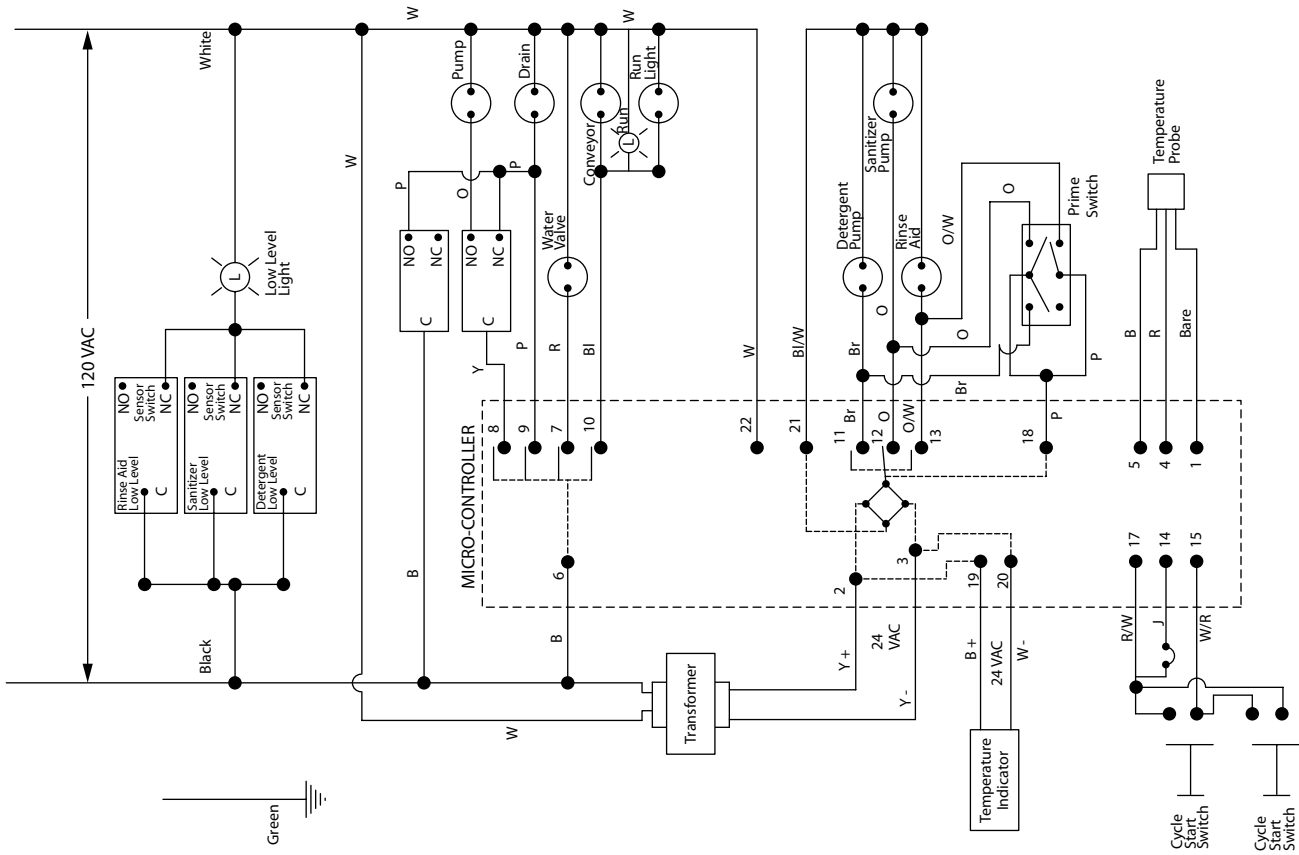 120 VAC
White
W
Low Level
Light
L
NO
Sensor
Switch
NC
Rinse Aid
Low Level
C
NO
Sensor
Switch
NC
Sanitizer
Low Level
C
NO
Sensor
Switch
NC
Detergent
Low Level
C
Black
Green
W
W
B
Pump
Drain
Conveyor
Run
L
Run
Light
P
O
P
NO
NC
C
NO
NC
C
Water
Valve
Y
P
R
Bl
W
Bl/W
Detergent
Pump
Sanitizer
Pump
Rinse
Aid
Br
O
O/W
O
O
Br
P
Prime
Switch
Temperature
Probe
B
R
Bare
MICRO-CONTROLLER
8
9
7
10
22
21
11
Br
12
O
O/W
13
18
P
5
4
1
6
2
3
19
20
17
14
15
B
Transformer
Y +
24
VAC
Y -
B +
24 VAC
W -
Temperature
Indicator
R/W
J
W/R
Cycle
Start
Switch
Cycle
Start
Switch